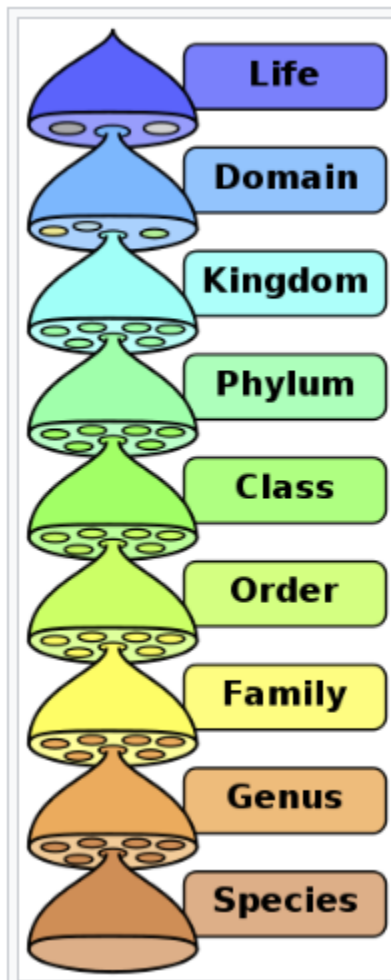 Life
Domain
Kingdom
Phylum
Class
Order
Family
Genus
Species